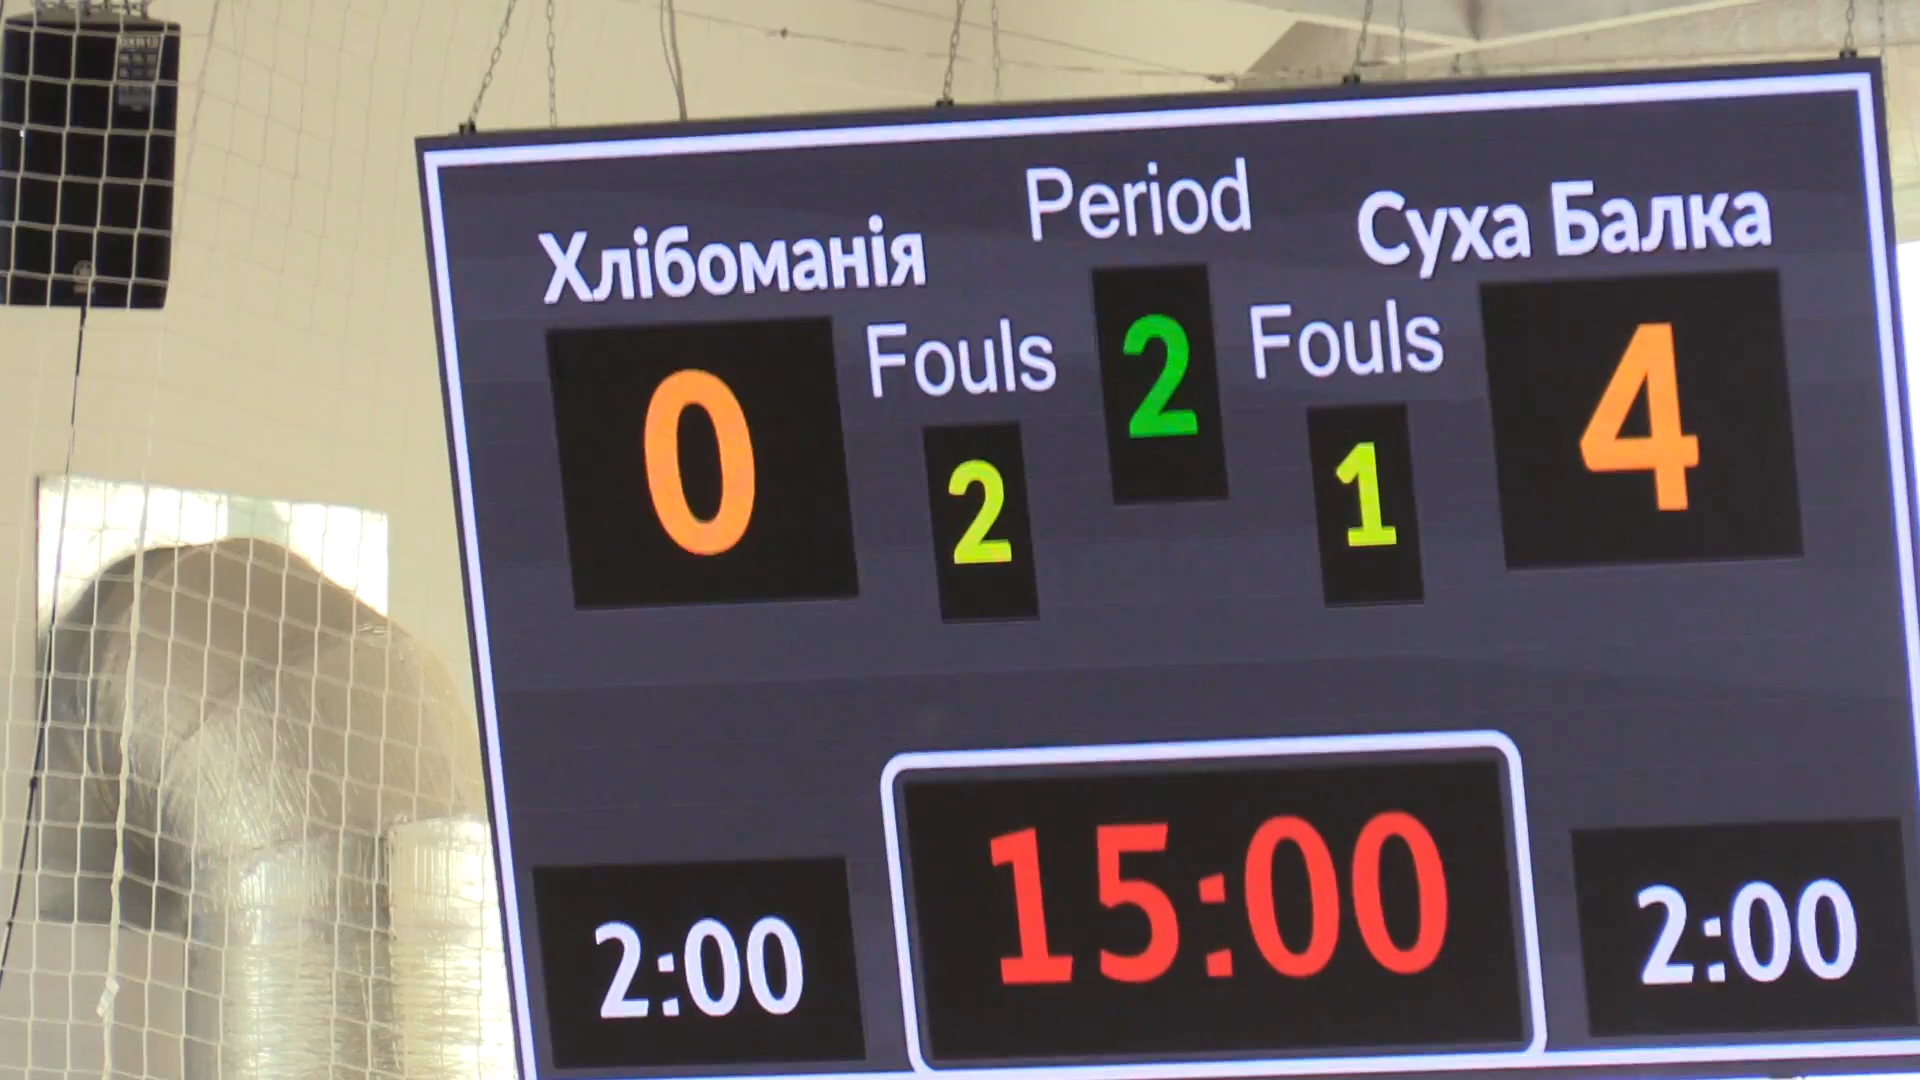 Period
Хлібоманія
Суха Балка
Fouls
2
Fouls
0
2
1
4
2:00
15:00
2:00